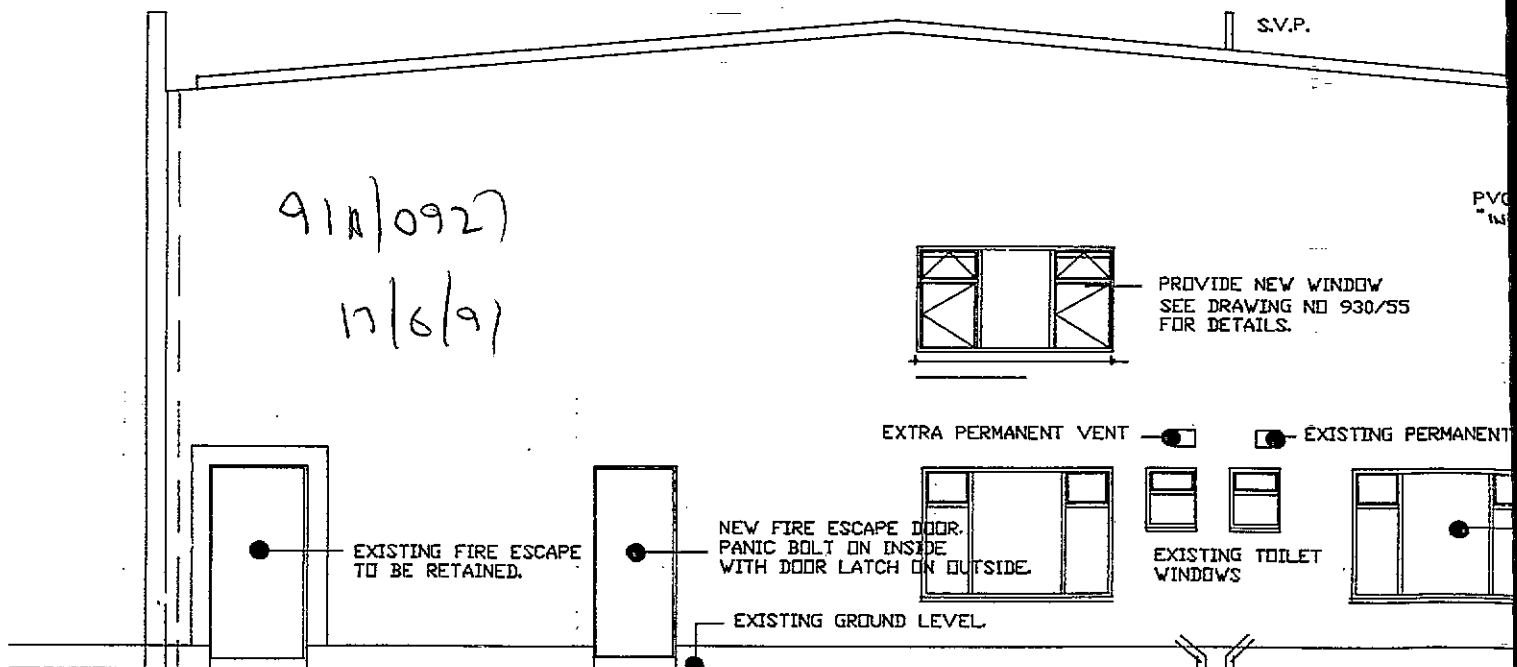 S.V.P.
91A/0927
17/6/91
PROVIDE NEW WINDOW
SEE DRAWING NO 930/55
FOR DETAILS.
EXTRA PERMANENT VENT
EXISTING PERMANENT
EXISTING FIRE ESCAPE
TO BE RETAINED.
NEW FIRE ESCAPE DOOR.
PANIC BOLT ON INSIDE
WITH DOOR LATCH ON OUTSIDE.
EXISTING TOILET
WINDOWS
EXISTING GROUND LEVEL.